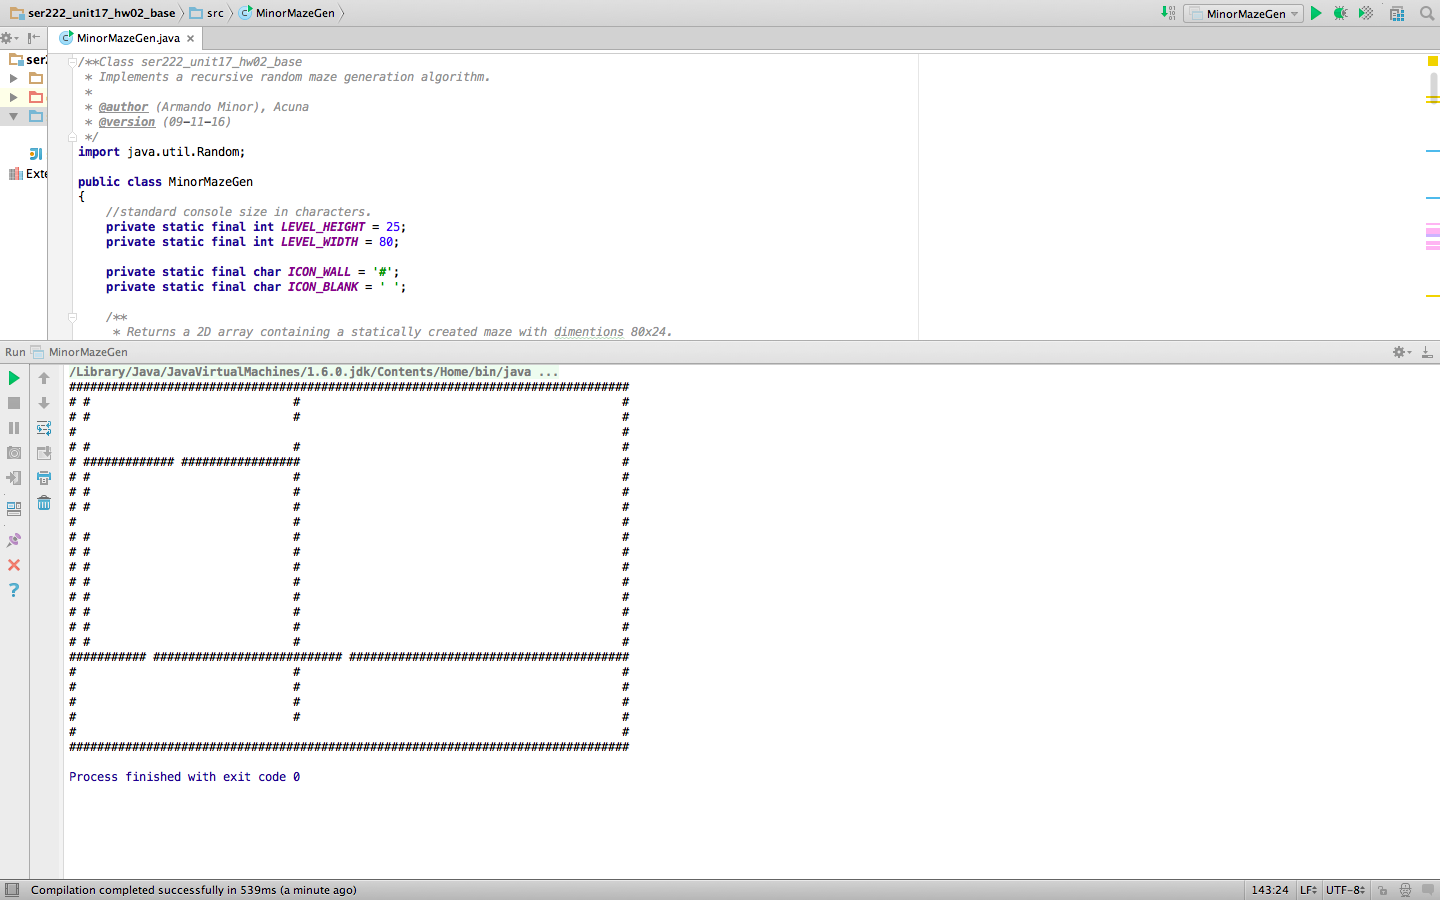 ser222_unit17_hw02_base
src
MinorMazeGen
MinorMazeGen
MinorMazeGen.java
ser
Exte
/**Class ser222_unit17_hw02_base
 * Implements a recursive random maze generation algorithm.
 *
 * @author (Armando Minor), Acuna
 * @version (09-11-16)
 */
import java.util.Random;
public class MinorMazeGen
{
    //standard console size in characters.
    private static final int LEVEL_HEIGHT = 25;
    private static final int LEVEL_WIDTH = 80;
    private static final char ICON_WALL = '#';
    private static final char ICON_BLANK = ' ';
    /**
     * Returns a 2D array containing a statically created maze with dimentions 80x24.
Run MinorMazeGen
/Library/Java/JavaVirtualMachines/1.6.0.jdk/Contents/Home/bin/java ...
################################################################################
# #                             #                                              #
# #                             #                                              #
#                                                                              #
# #                             #                                              #
# ############# #################                                              #
# #                             #                                              #
# #                             #                                              #
# #                             #                                              #
#                               #                                              #
# #                             #                                              #
# #                             #                                              #
# #                             #                                              #
# #                             #                                              #
# #                             #                                              #
# #                             #                                              #
# #                             #                                              #
# #                             #                                              #
########### ########################### ########################################
#                               #                                              #
#                               #                                              #
#                               #                                              #
#                               #                                              #
#                                                                              #
################################################################################
Process finished with exit code 0
Compilation completed successfully in 539ms (a minute ago)
143:24
LF
UTF-8